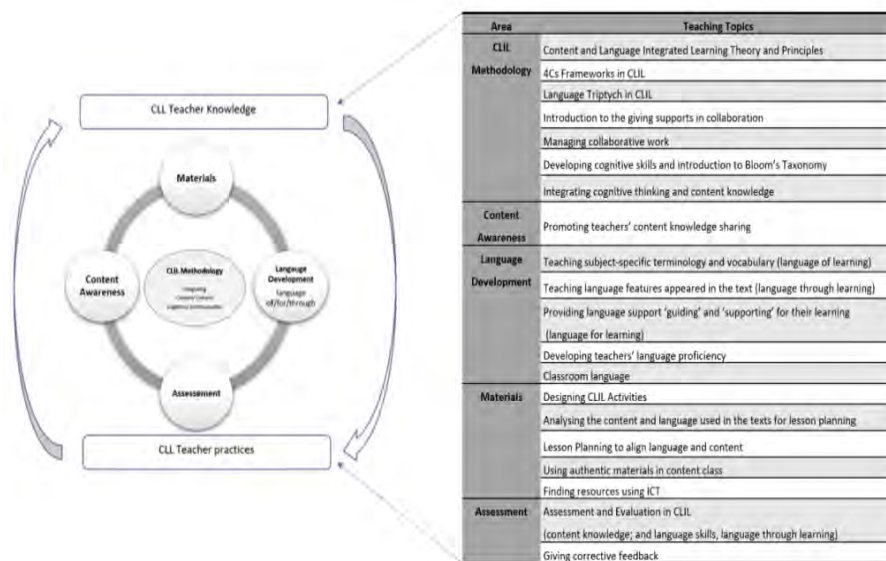 CLL Teacher Knowledge
Materials
Content
Awareness
CLIL Methodology
Integrating
Langauge
Development
language
of/for/through
Assessment
CLL Teacher practices
Area Teaching Topics
CLIL Content and Language Integrated Learning Theory and Principles
Methodology 4Cs Frameworks in CLIL
Language Triptych in CLIL
Introduction to the giving supports in collaboration
Managing collaborative work
Developing cognitive skills and introduction to Bloom's Taxonomy
Integrating cognitive thinking and content knowledge
Content
Awareness Promoting teachers' content knowledge sharing
Language Teaching subject-specific terminology and vocabulary (language of learning)
Development Teaching language features appeared in the text (language through learning)
Providing language support 'guiding' and 'supporting' for their learning
(language for learning)
Developing teachers' language proficiency
Classroom language
Materials Designing CLIL Activities
Analysing the content and language used in the texts for lesson planning
Lesson Planning to align language and content
Using authentic materials in content class
Finding resources using ICT
Assessment Assessment and Evaluation in CLIL
(content knowledge; and language skills, language through learning)
Giving corrective feedback